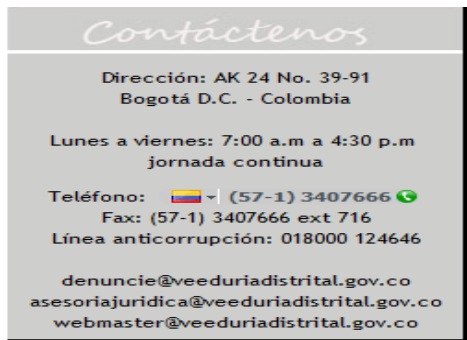 Contáctenos
Dirección: AK 24 No. 39-91
Bogotá D.C. - Colombia
Lunes a viernes: 7:00 a.m a 4:30 p.m
jornada continua
Teléfono: (57-1) 3407666
Fax: (57-1) 3407666 ext 716
Línea anticorrupción: 018000 124646
denuncie@veeduriadistrital.gov.co
asesoriajuridica@veeduriadistrital.gov.co
webmaster@veeduriadistrital.gov.co